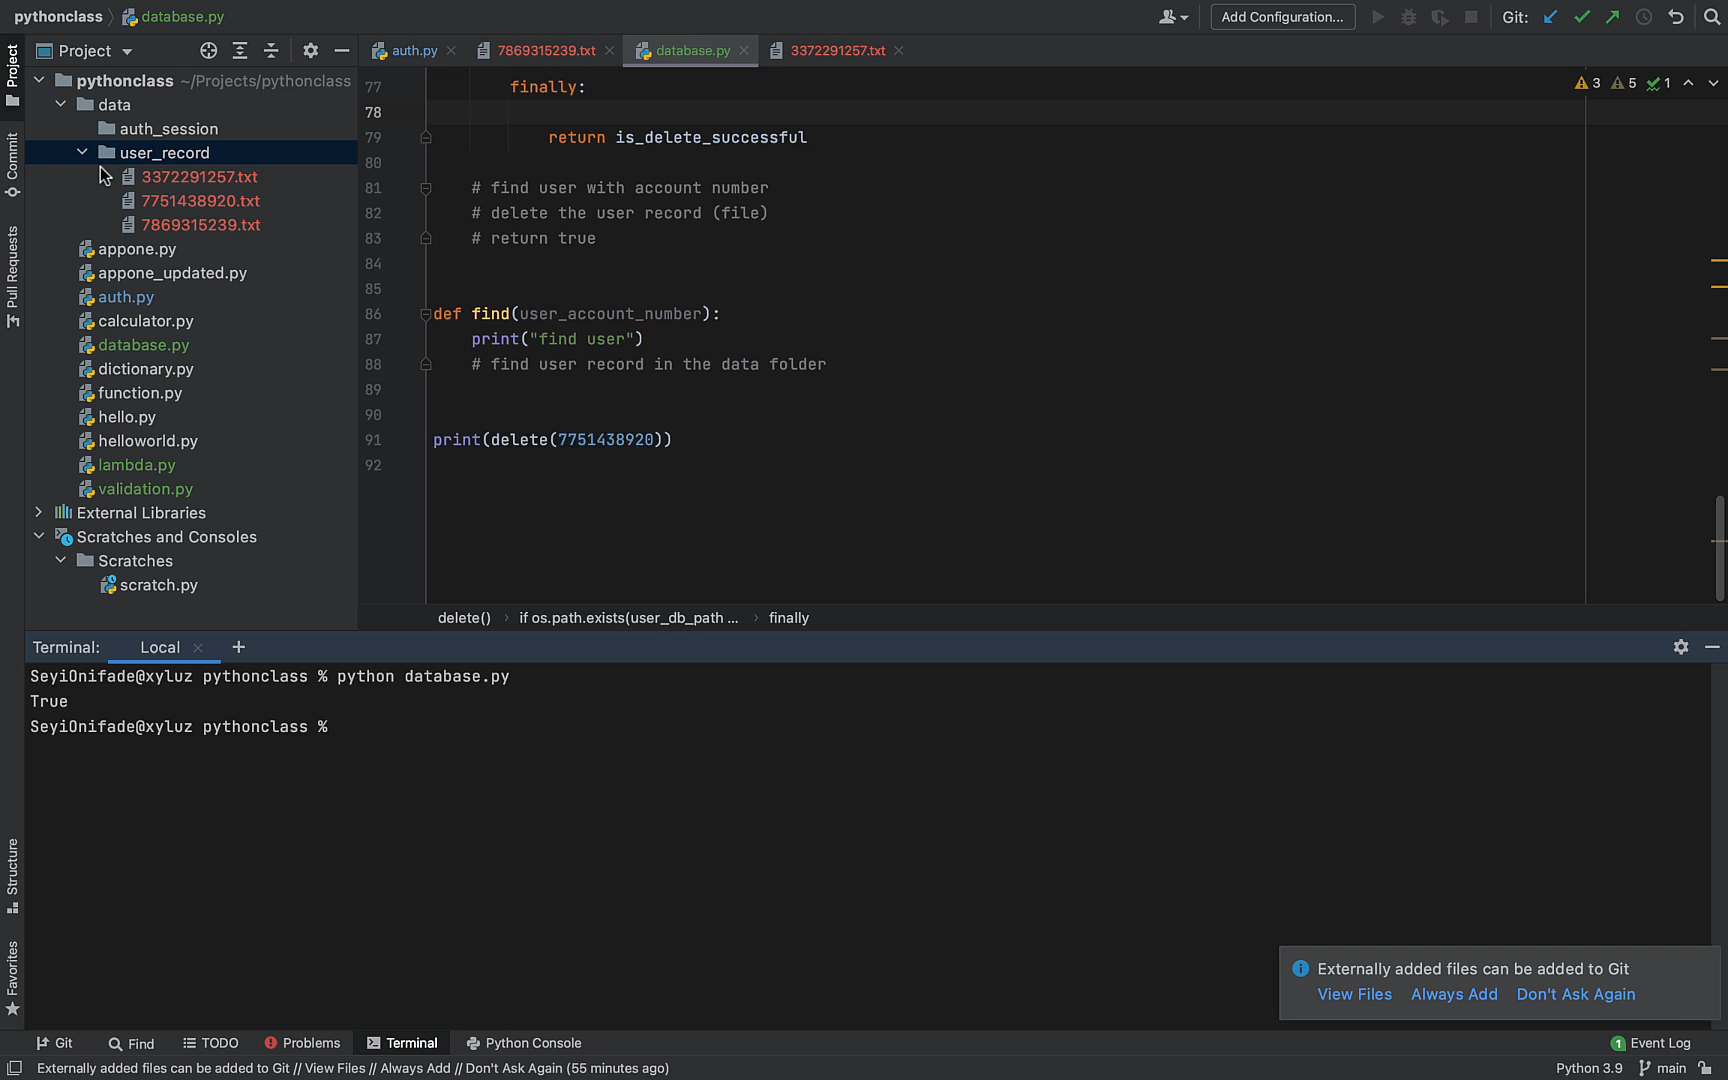 pythonclass database.py Add Configuration... Git:
Project auth.py 7869315239.txt database.py 3372291257.txt
Project
Commit
Pull Requests
Structure
Favorites
pythonclass ~/Projects/pythonclass
data
auth_session
user_record
3372291257.txt
7751438920.txt
7869315239.txt
appone.py
appone_updated.py
auth.py
calculator.py
database.py
dictionary.py
function.py
hello.py
helloworld.py
lambda.py
validation.py
External Libraries
Scratches and Consoles
Scratches
scratch.py
3 5 1
77 finally:
78
79 return is_delete_successful
80
81 # find user with account number
82 # delete the user record (file)
83 # return true
84
85
86 def find(user_account_number):
87 print("find user")
88 # find user record in the data folder
89
90
91 print(delete(7751438920))
92
delete() if os.path.exists(user_db_path ... finally
Terminal: Local
SeyiOnifade@xyluz pythonclass % python database.py
True
SeyiOnifade@xyluz pythonclass %
Externally added files can be added to Git
View Files Always Add Don't Ask Again
Git Find TODO Problems Terminal Python Console 1 Event Log
Externally added files can be added to Git // View Files // Always Add // Don't Ask Again (55 minutes ago) Python 3.9 main